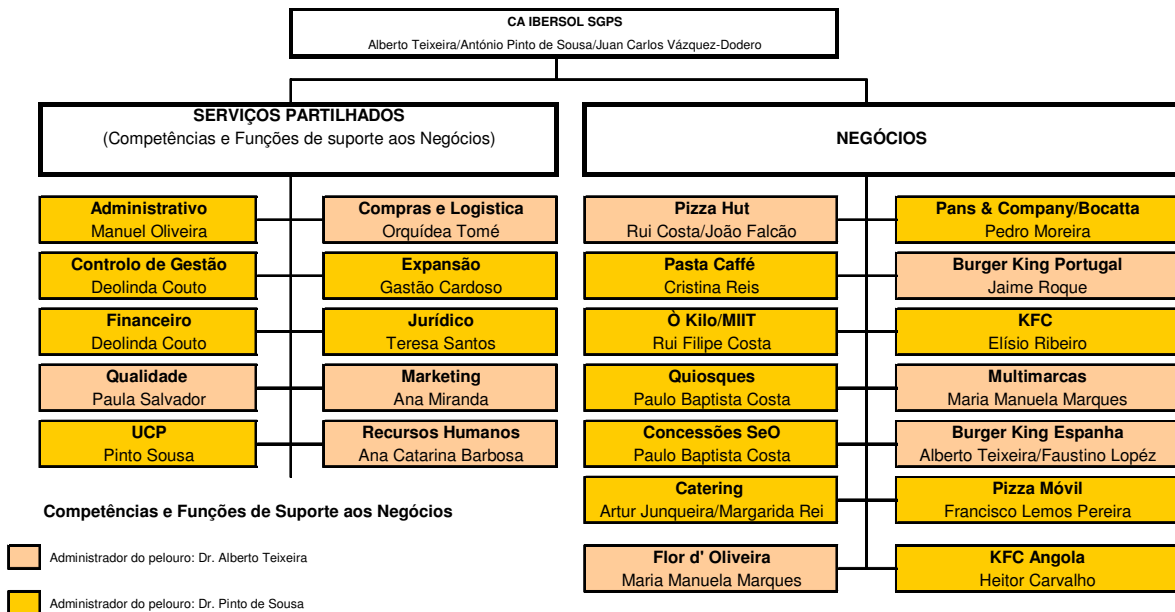 CA IBERSOL SGPS
Alberto Teixeira/António Pinto de Sousa/Juan Carlos Vázquez-Dodero
SERVIÇOS PARTILHADOS
(Competências e Funções de suporte aos Negócios)
NEGÓCIOS
Administrativo
Manuel Oliveira
Compras e Logistica
Orquídea Tomé
Pizza Hut
Rui Costa/João Falcão
Pans & Company/Bocatta
Pedro Moreira
Controlo de Gestão
Deolinda Couto
Expansão
Gastão Cardoso
Pasta Caffé
Cristina Reis
Burger King Portugal
Jaime Roque
Financeiro
Deolinda Couto
Jurídico
Teresa Santos
Ò Kilo/MIIT
Rui Filipe Costa
KFC
Elísio Ribeiro
Qualidade
Paula Salvador
Marketing
Ana Miranda
Quiosques
Paulo Baptista Costa
Multimarcas
Maria Manuela Marques
UCP
Pinto Sousa
Recursos Humanos
Ana Catarina Barbosa
Concessões SeO
Paulo Baptista Costa
Burger King Espanha
Alberto Teixeira/Faustino Lopéz
Catering
Artur Junqueira/Margarida Rei
Pizza Móvil
Francisco Lemos Pereira
Competências e Funções de Suporte aos Negócios
Administrador do pelouro: Dr. Alberto Teixeira
Flor d' Oliveira
Maria Manuela Marques
KFC Angola
Heitor Carvalho
Administrador do pelouro: Dr. Pinto de Sousa